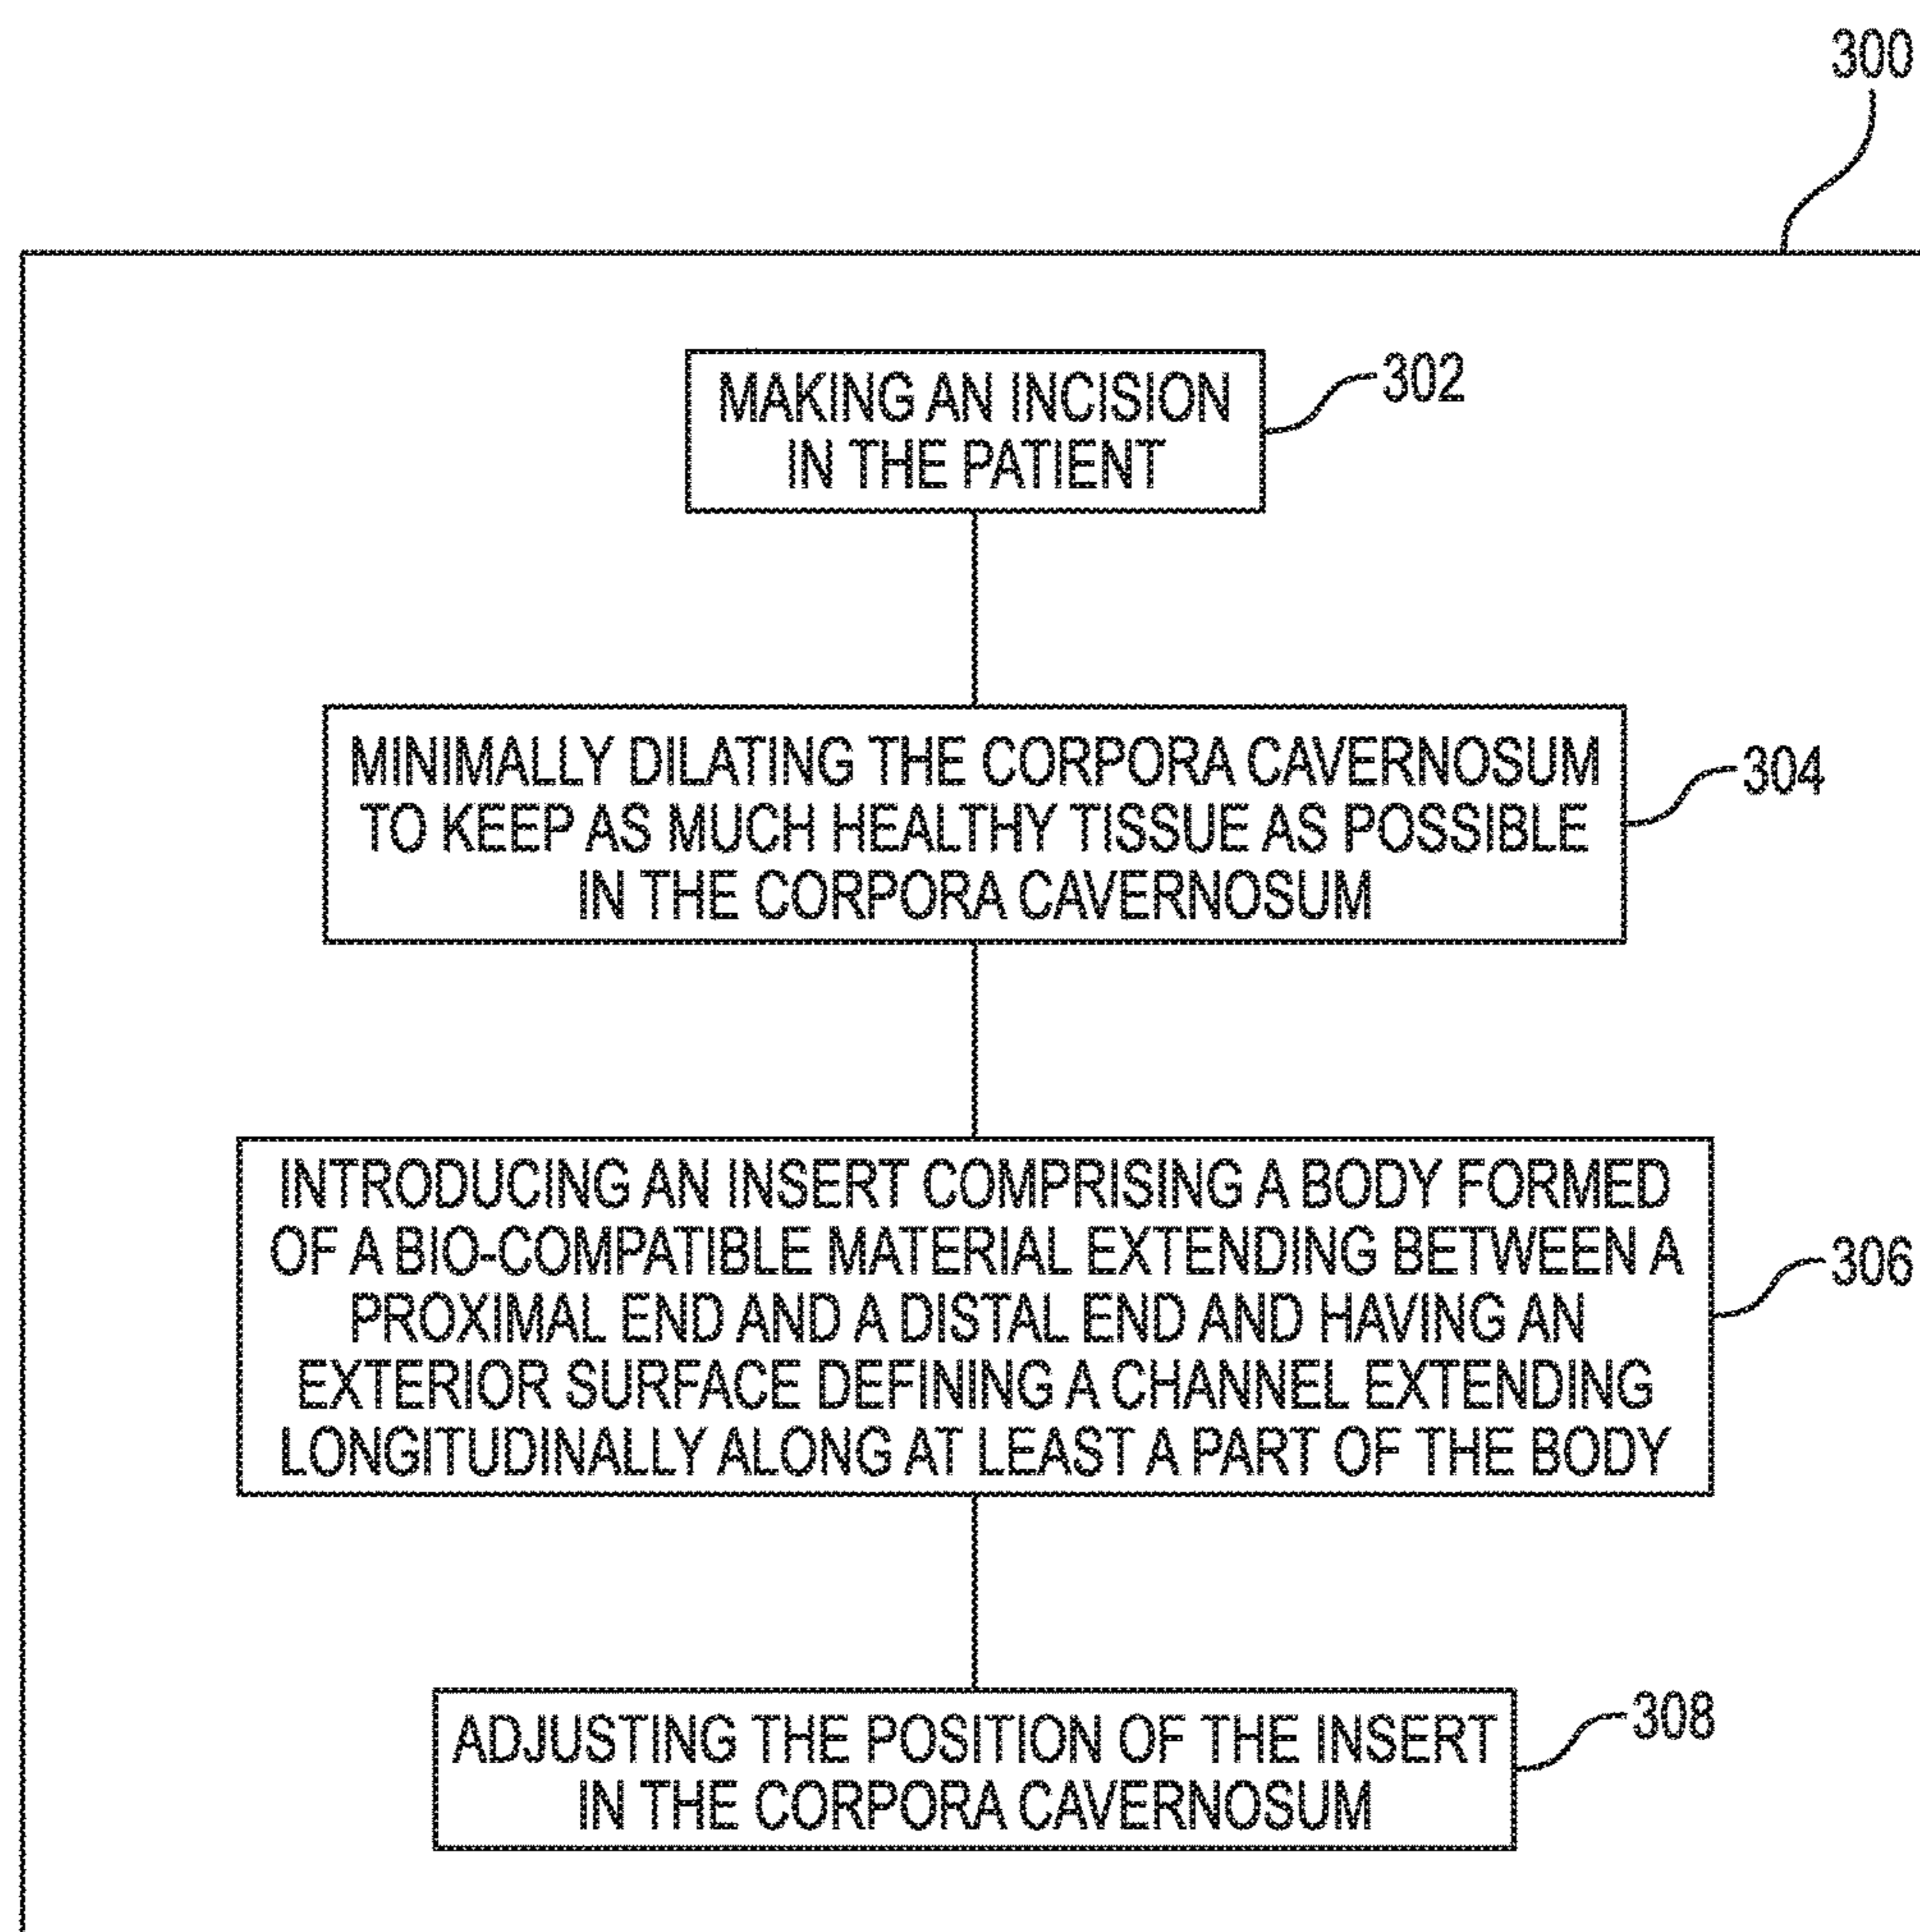 300
MAKING AN INCISION
IN THE PATIENT
302
MINIMALLY DILATING THE CORPORA CAVERNOSUM
TO KEEP AS MUCH HEALTHY TISSUE AS POSSIBLE
IN THE CORPORA CAVERNOSUM
304
INTRODUCING AN INSERT COMPRISING A BODY FORMED
OF A BIO-COMPATIBLE MATERIAL EXTENDING BETWEEN A
PROXIMAL END AND A DISTAL END AND HAVING AN
EXTERIOR SURFACE DEFINING A CHANNEL EXTENDING
LONGITUDINALLY ALONG AT LEAST A PART OF THE BODY
306
ADJUSTING THE POSITION OF THE INSERT
IN THE CORPORA CAVERNOSUM
308